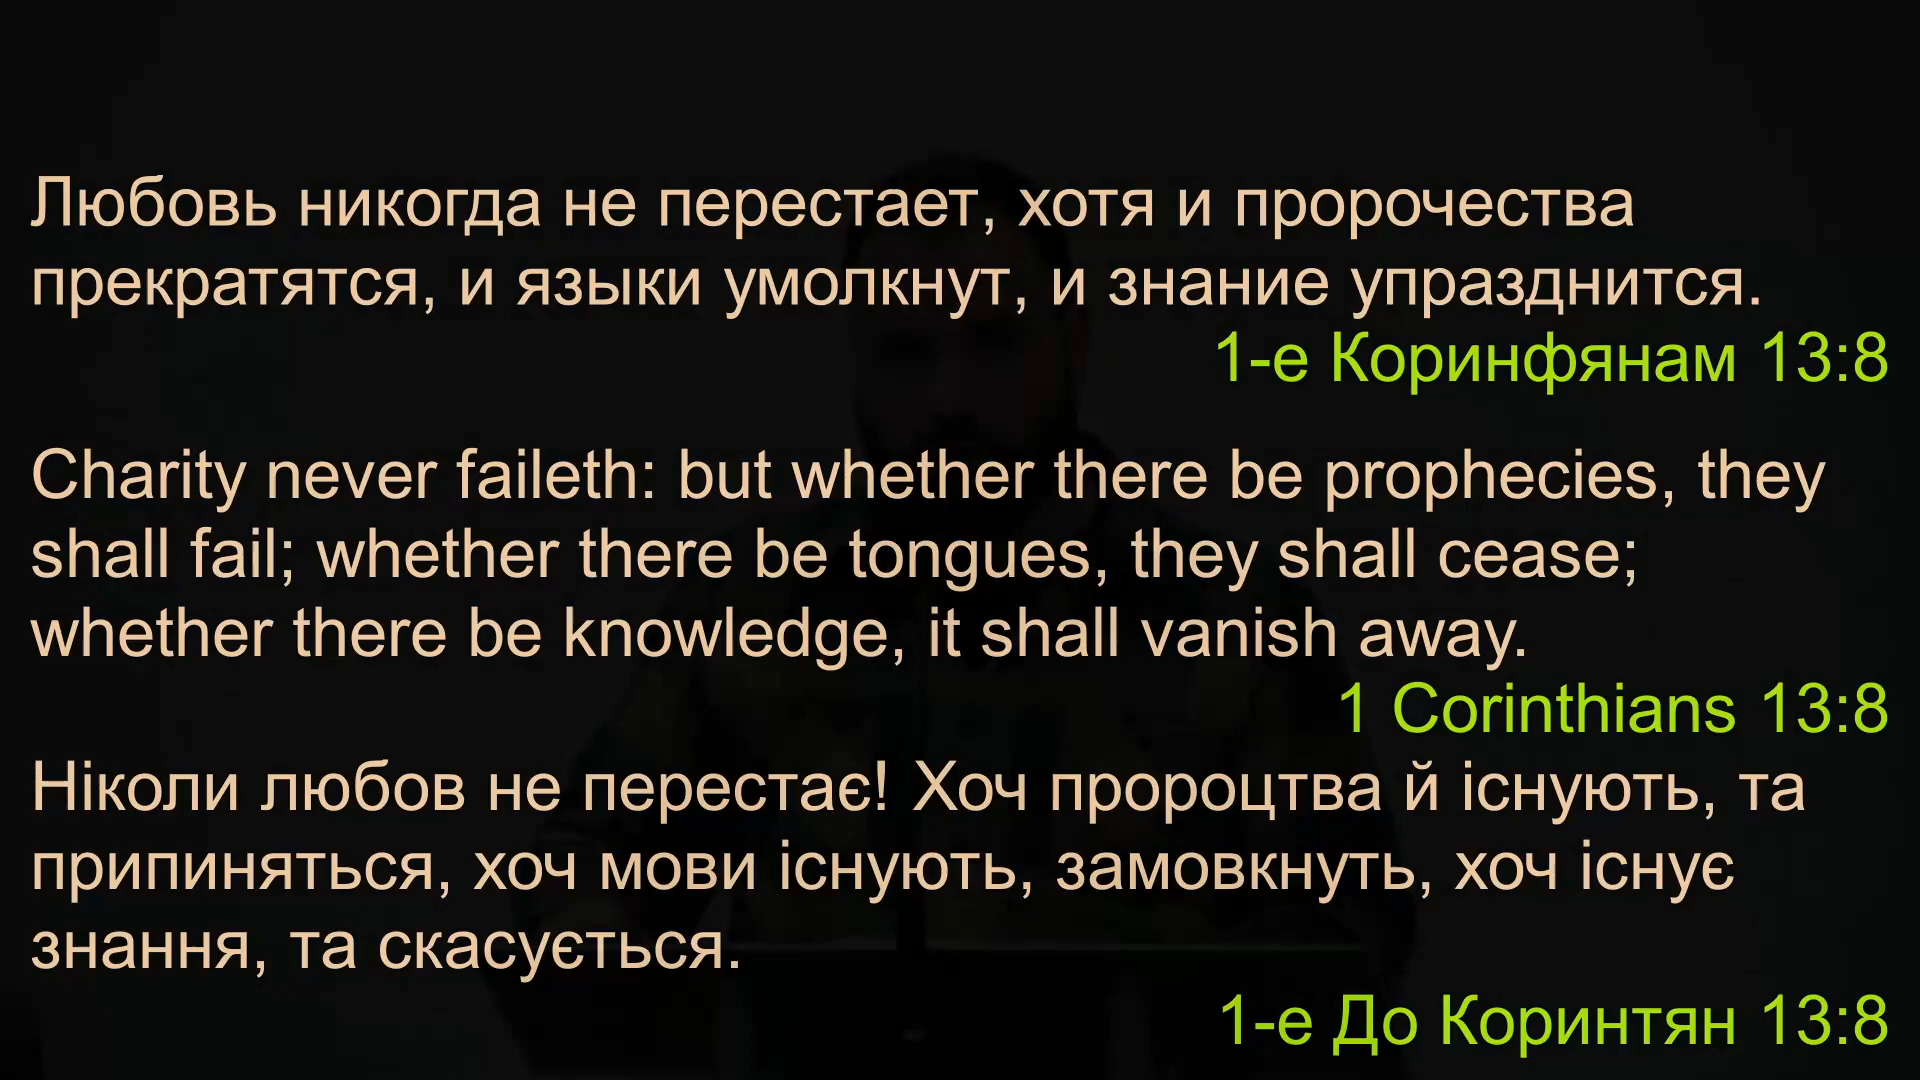 Любовь никогда не перестает, хотя и пророчества
прекратятся, и языки умолкнут, и знание упразднится.
1-е Коринфянам 13:8
Charity never faileth: but whether there be prophecies, they
shall fail; whether there be tongues, they shall cease;
whether there be knowledge, it shall vanish away.
1 Corinthians 13:8
Ніколи любов не перестає! Хоч пророцтва й існують, та
припиняться, хоч мови існують, замовкнуть, хоч існує
знання, та скасується.
1-е До Коринтян 13:8